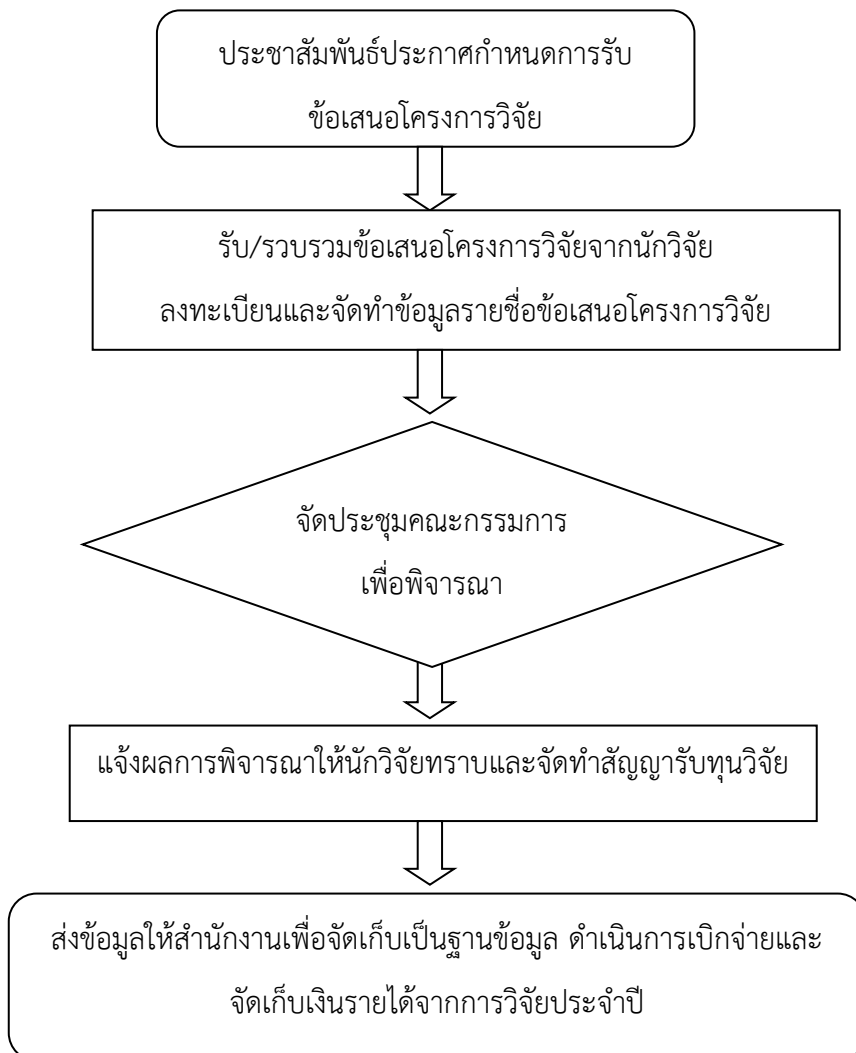 ประชาสัมพันธ์ประกาศกำหนดการรับ
ข้อเสนอโครงการวิจัย
รับ/รวบรวมข้อเสนอโครงการวิจัยจากนักวิจัย
ลงทะเบียนและจัดทำข้อมูลรายชื่อข้อเสนอโครงการวิจัย
จัดประชุมคณะกรรมการ
เพื่อพิจารณา
แจ้งผลการพิจารณาให้นักวิจัยทราบและจัดทำสัญญารับทุนวิจัย
ส่งข้อมูลให้สำนักงานเพื่อจัดเก็บเป็นฐานข้อมูล ดำเนินการเบิกจ่ายและ
จัดเก็บเงินรายได้จากการวิจัยประจำปี